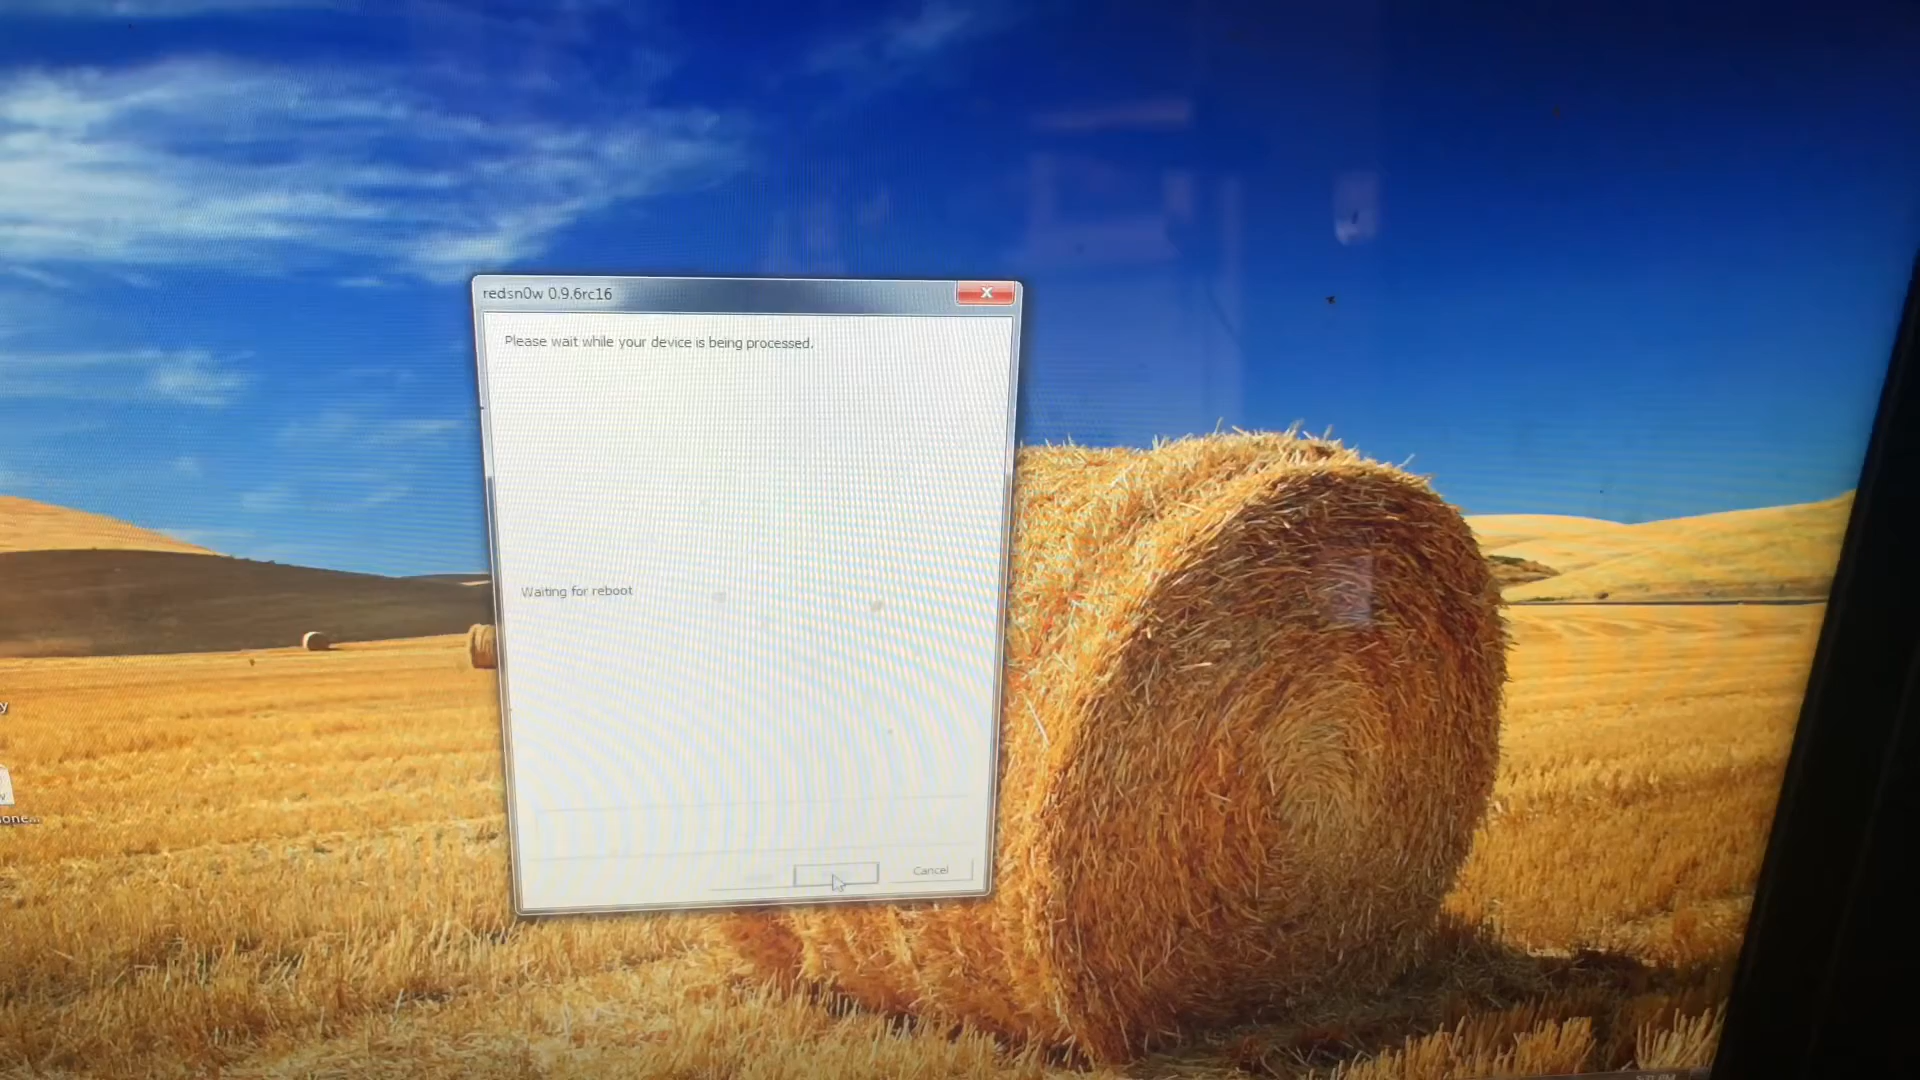 redsn0w 0.9.6rc16
Please wait while your device is being processed.
Waiting for reboot
Cancel